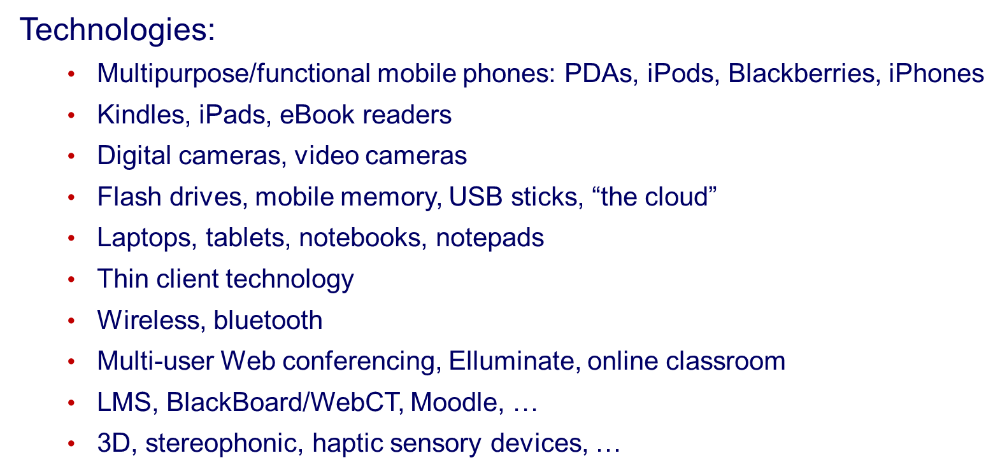 Technologies:
• Multipurpose/functional mobile phones: PDAs, iPods, Blackberries, iPhones
• Kindles, iPads, eBook readers
• Digital cameras, video cameras
• Flash drives, mobile memory, USB sticks, “the cloud”
• Laptops, tablets, notebooks, notepads
• Thin client technology
• Wireless, bluetooth
• Multi-user Web conferencing, Elluminate, online classroom
• LMS, BlackBoard/WebCT, Moodle, …
• 3D, stereophonic, haptic sensory devices, …